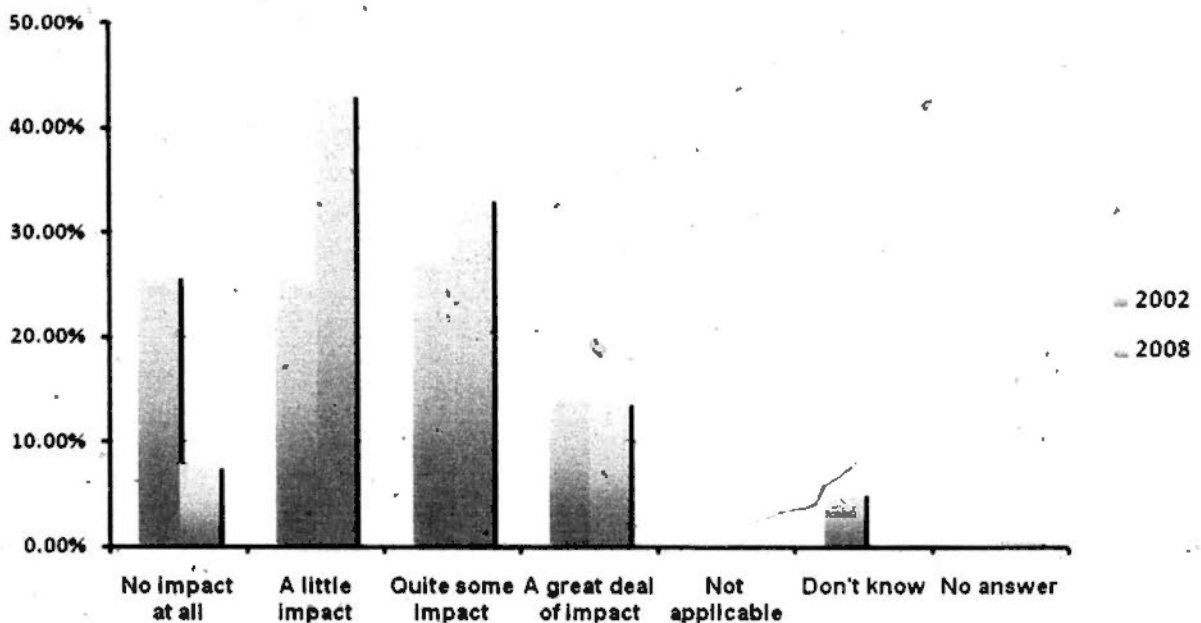 50.00%
40.00%
30.00%
20.00%
10.00%
0.00%
2002
2008
No impact
at all
A little
impact
Quite some
impact
A great deal
of impact
Not
applicable
Don't know
No answer